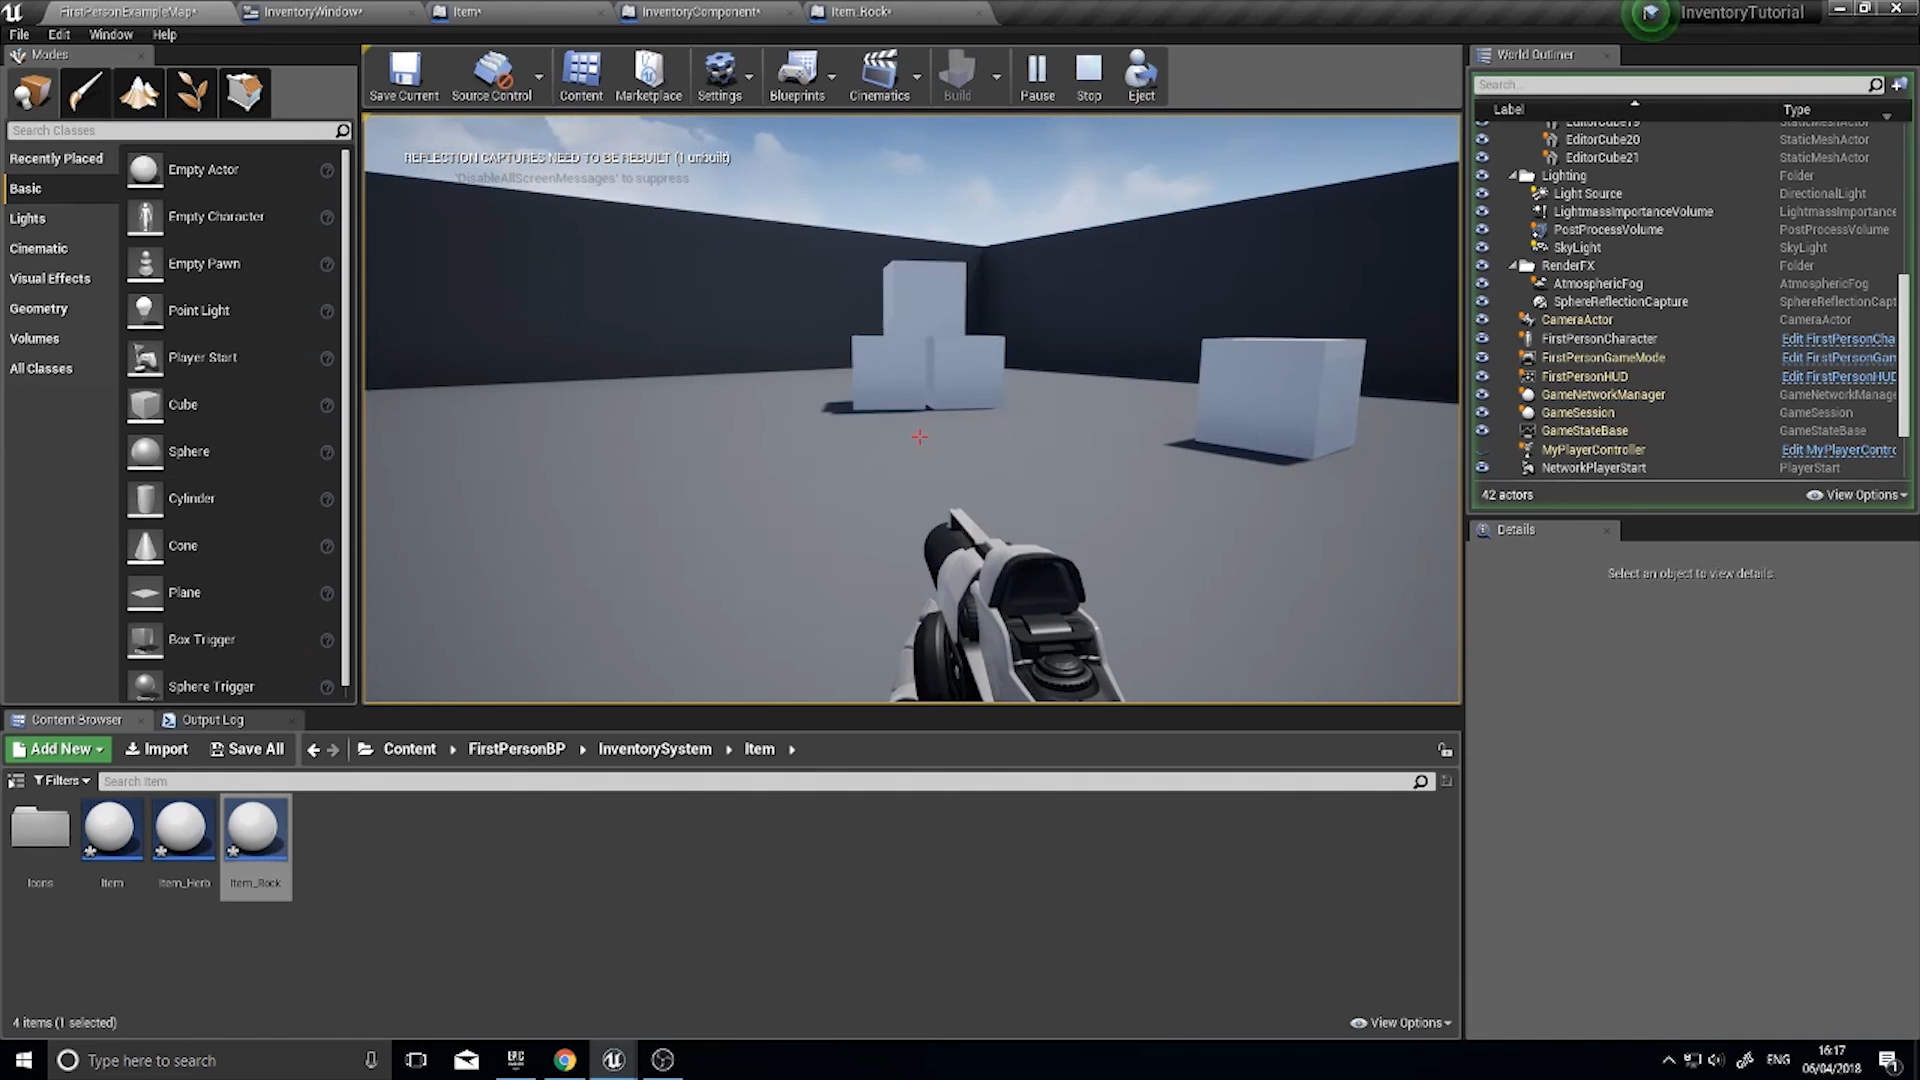 FirstPersonExampleMap*
InventoryWindow*
Item*
InventoryComponent*
Item_Rock*
InventoryTutorial
File Edit Window Help
Modes
Save Current
Source Control
Content
Marketplace
Settings
Blueprints
Cinematics
Build
Pause
Stop
Eject
World Outliner
Search...
Label
Type
Search Classes
Recently Placed
Basic
Lights
Cinematic
Visual Effects
Geometry
Volumes
All Classes
Empty Actor
Empty Character
Empty Pawn
Point Light
Player Start
Cube
Sphere
Cylinder
Cone
Plane
Box Trigger
Sphere Trigger
REFLECTION CAPTURES NEED TO BE REBUILT (1 unbuilt)
'DisableAllScreenMessages' to suppress
EditorCube19 StaticMeshActor
EditorCube20 StaticMeshActor
EditorCube21 StaticMeshActor
Lighting Folder
Light Source DirectionalLight
LightmassImportanceVolume LightmassImportance
PostProcessVolume PostProcessVolume
SkyLight SkyLight
RenderFX Folder
AtmosphericFog AtmosphericFog
SphereReflectionCapture SphereReflectionCapt
CameraActor CameraActor
FirstPersonCharacter Edit FirstPersonCha
FirstPersonGameMode Edit FirstPersonGam
FirstPersonHUD Edit FirstPersonHUD
GameNetworkManager GameNetworkManage
GameSession GameSession
GameStateBase GameStateBase
MyPlayerController Edit MyPlayerContro
NetworkPlayerStart PlayerStart
42 actors
View Options
Details
Select an object to view details.
Content Browser
Output Log
Add New
Import
Save All
Content
FirstPersonBP
InventorySystem
Item
Filters
Search Item
Icons
Item
Item_Herb
Item_Rock
4 items (1 selected)
View Options
Type here to search
EPIC
ENG
16:17
06/04/2018
1